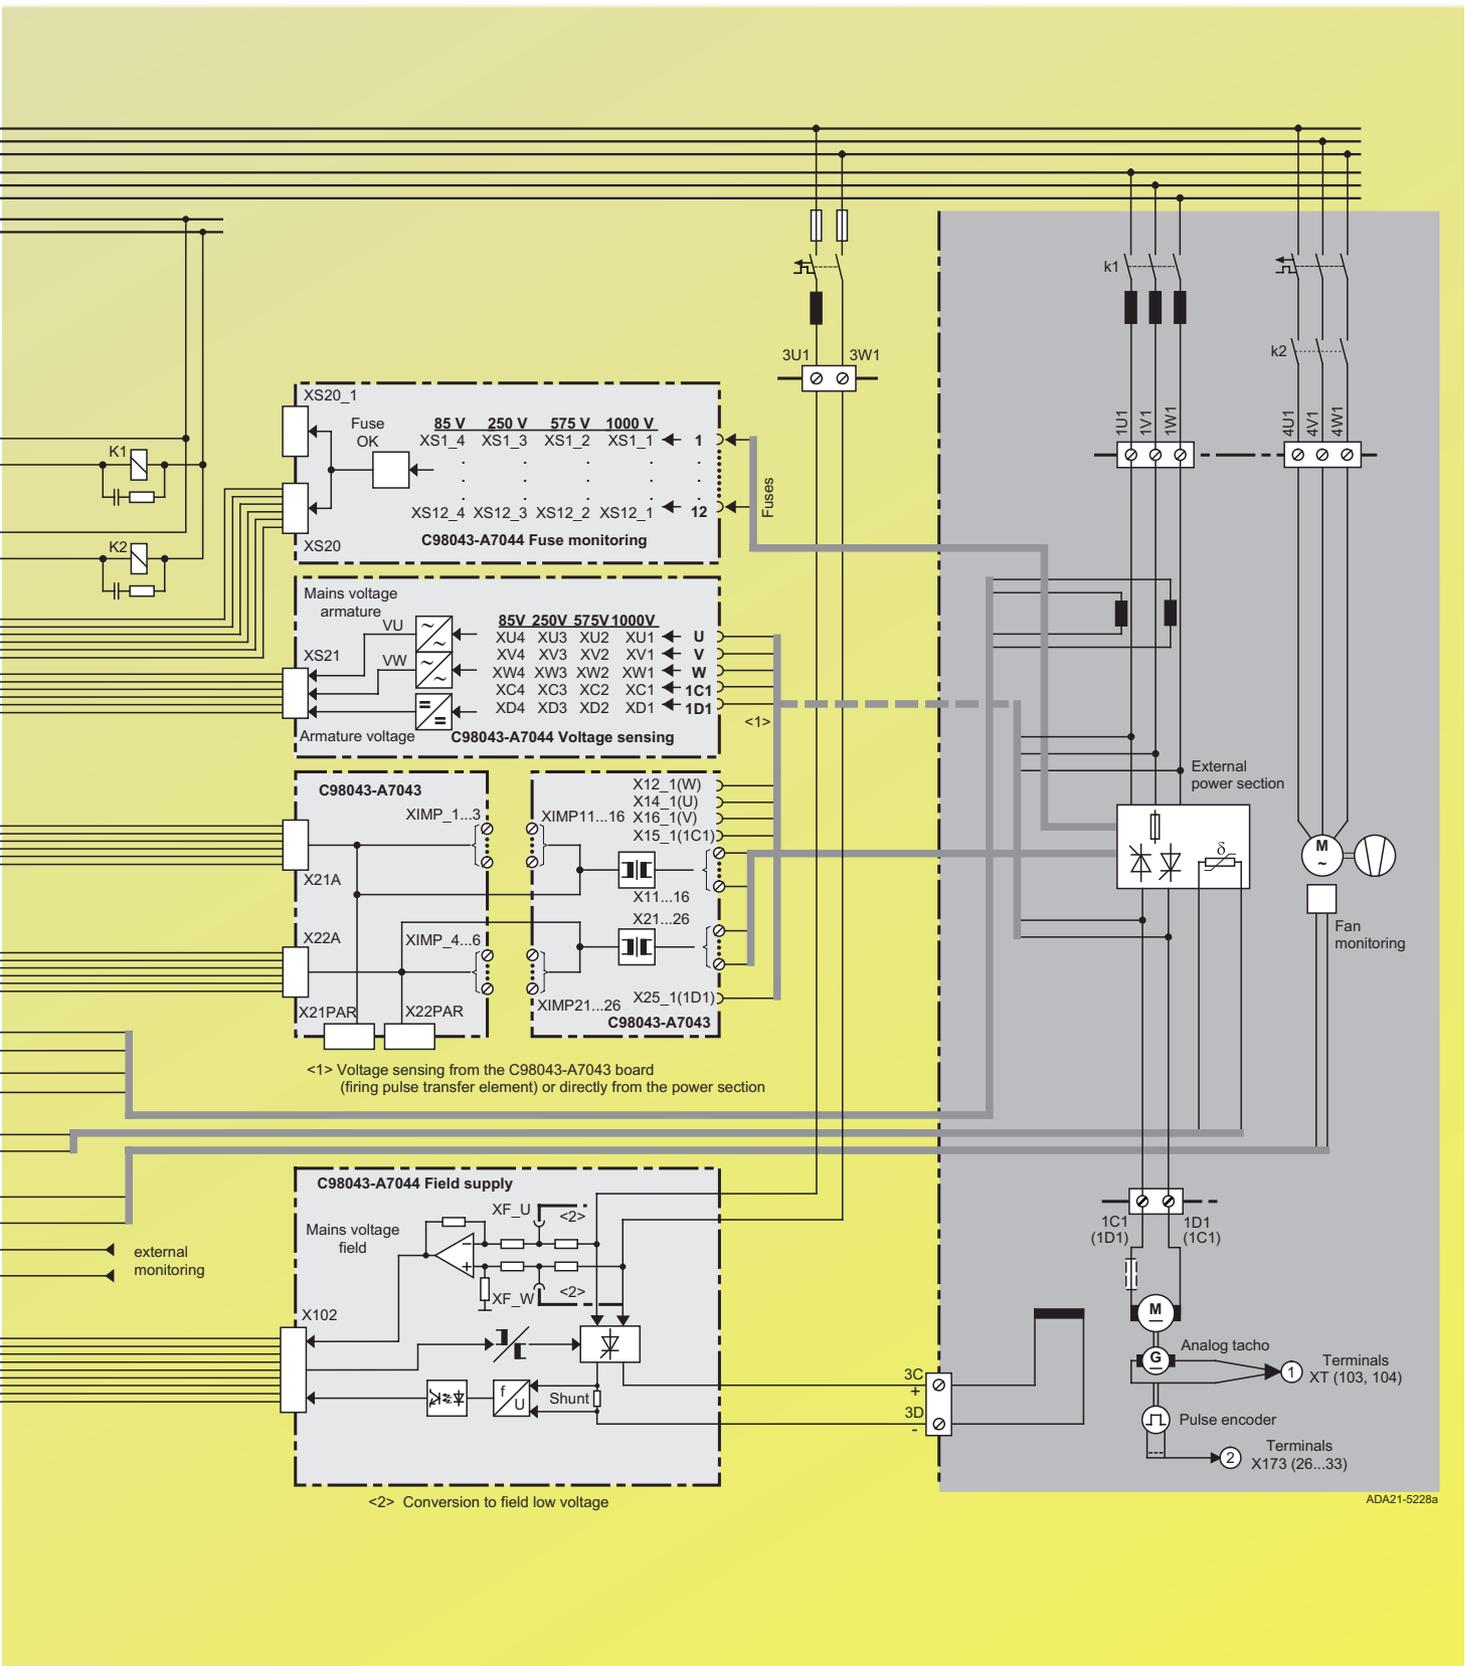 3U1
3W1
k1
k2
1U1
1V1
1W1
4U1
4V1
4W1
K1
K2
XS20_1
Fuse
OK
85 V 250 V 575 V 1000 V
XS1_4 XS1_3 XS1_2 XS1_1 1
. . . .
. . . .
. . . .
XS12_4 XS12_3 XS12_2 XS12_1 12
XS20
C98043-A7044 Fuse monitoring
Fuses
Mains voltage
armature
VU
VW
XS21
85V 250V 575V 1000V
XU4 XU3 XU2 XU1 U
XV4 XV3 XV2 XV1 V
XW4 XW3 XW2 XW1 W
XC4 XC3 XC2 XC1 1C1
XD4 XD3 XD2 XD1 1D1
~
~
~
~
=
=
Armature voltage
C98043-A7044 Voltage sensing
<1>
External
power section
δ
C98043-A7043
XIMP_1...3
X21A
X22A
XIMP_4...6
X21PAR
X22PAR
XIMP11...16
X12_1(W)
X14_1(U)
X16_1(V)
X15_1(1C1)
X11...16
X21...26
XIMP21...26
X25_1(1D1)
C98043-A7043
M
~
Fan
monitoring
<1> Voltage sensing from the C98043-A7043 board
(firing pulse transfer element) or directly from the power section
C98043-A7044 Field supply
Mains voltage
field
XF_U
<2>
XF_W
<2>
−
+
external
monitoring
X102
f
U
Shunt
3C
+
3D
-
1C1
(1D1)
1D1
(1C1)
M
G
Analog tacho
1
Terminals
XT (103, 104)
Pulse encoder
2
Terminals
X173 (26...33)
<2> Conversion to field low voltage
ADA21-5228a